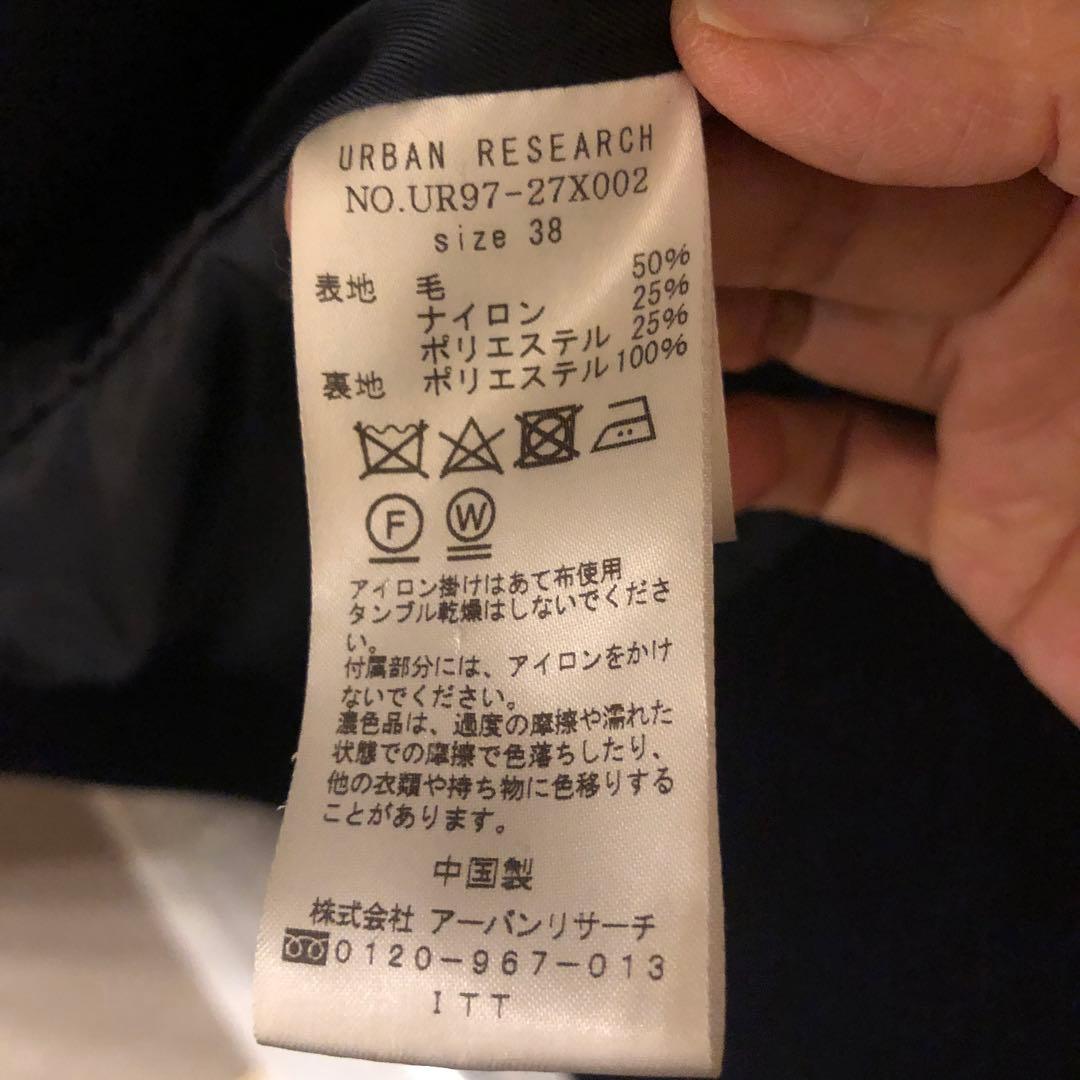 URBAN RESEARCH
NO.UR97-27X002
size 38
表地 毛 50%
ナイロン 25%
ポリエステル 25%
裏地 ポリエステル 100%
F W
アイロン掛けはあて布使用
タンブル乾燥はしないでくださ
い。
付属部分には、アイロンをかけ
ないでください。
濃色品は、過度の摩擦や濡れた
状態での摩擦で色落ちしたり、
他の衣類や持ち物に色移りする
ことがあります。
中国製
株式会社 アーバンリサーチ
0120-967-013
ITT